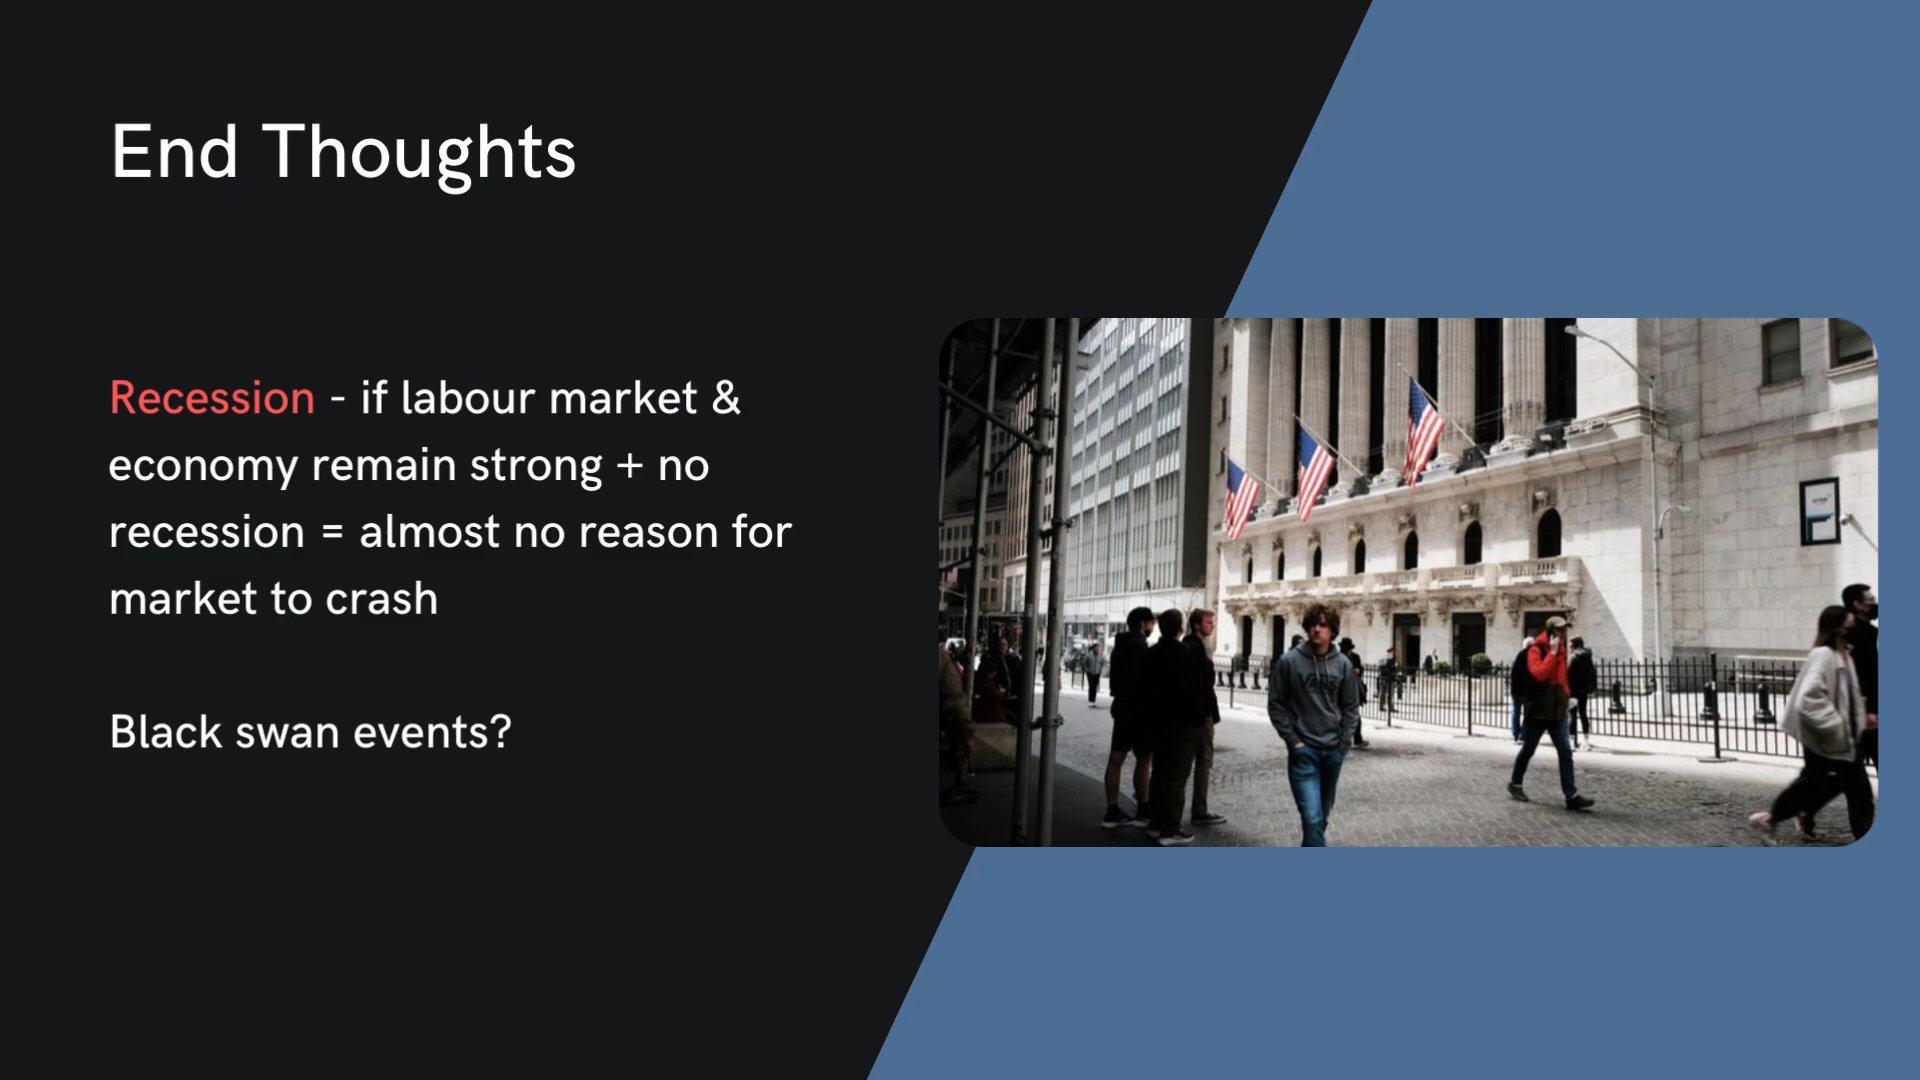 End Thoughts
Recession - if labour market &
economy remain strong + no
recession = almost no reason for
market to crash
Black swan events?
VANS